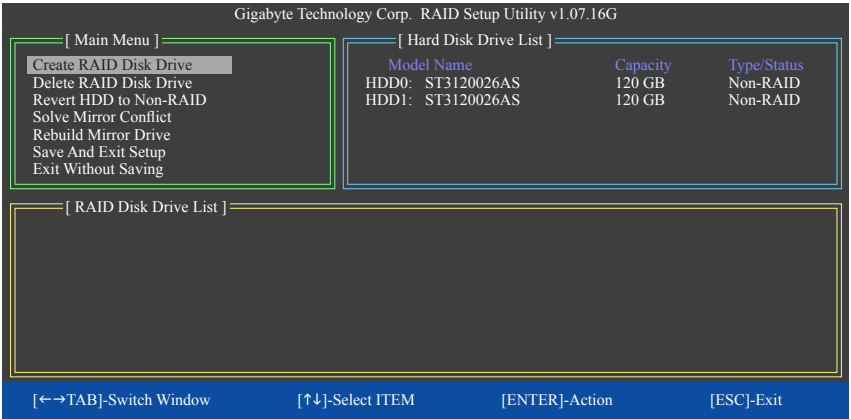 Gigabyte Technology Corp. RAID Setup Utility v1.07.16G
[ Main Menu ]
Create RAID Disk Drive
Delete RAID Disk Drive
Revert HDD to Non-RAID
Solve Mirror Conflict
Rebuild Mirror Drive
Save And Exit Setup
Exit Without Saving
[ Hard Disk Drive List ]
Model Name Capacity Type/Status
HDD0: ST3120026AS 120 GB Non-RAID
HDD1: ST3120026AS 120 GB Non-RAID
[ RAID Disk Drive List ]
[←→TAB]-Switch Window [↑↓]-Select ITEM [ENTER]-Action [ESC]-Exit